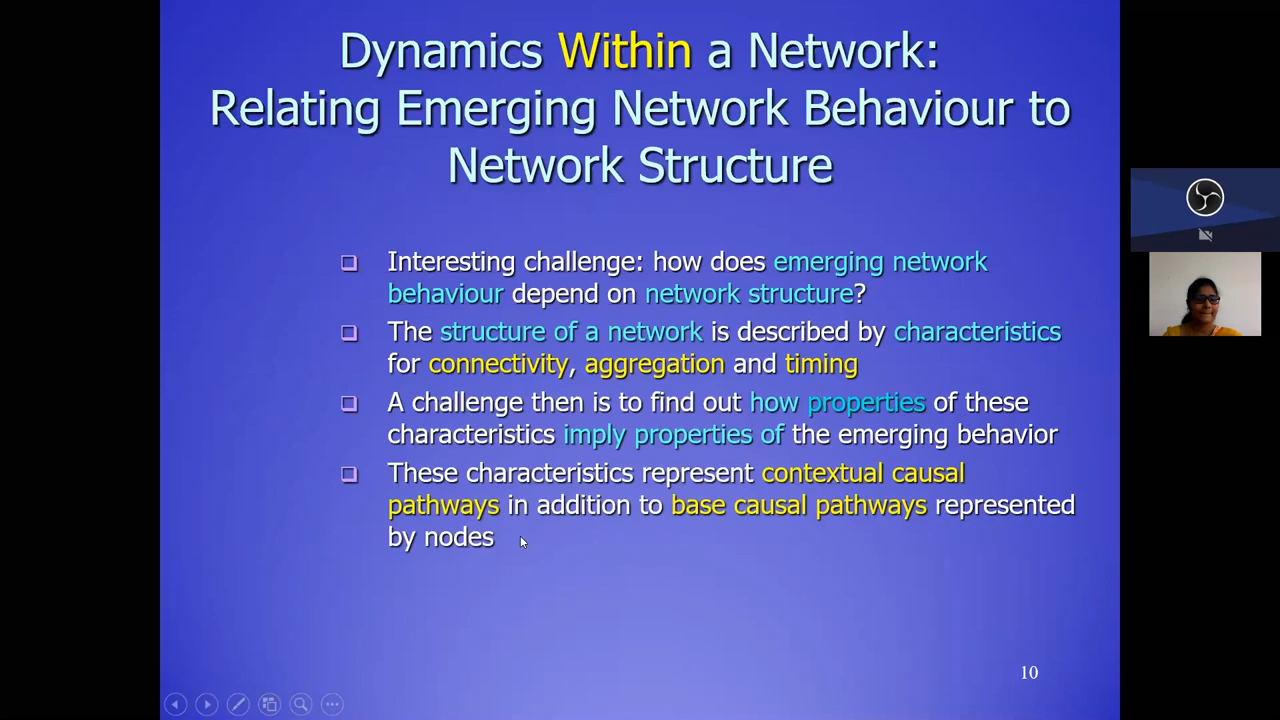 Dynamics Within a Network:
Relating Emerging Network Behaviour to
Network Structure
Interesting challenge: how does emerging network
behaviour depend on network structure?
The structure of a network is described by characteristics
for connectivity, aggregation and timing
A challenge then is to find out how properties of these
characteristics imply properties of the emerging behavior
These characteristics represent contextual causal
pathways in addition to base causal pathways represented
by nodes
10